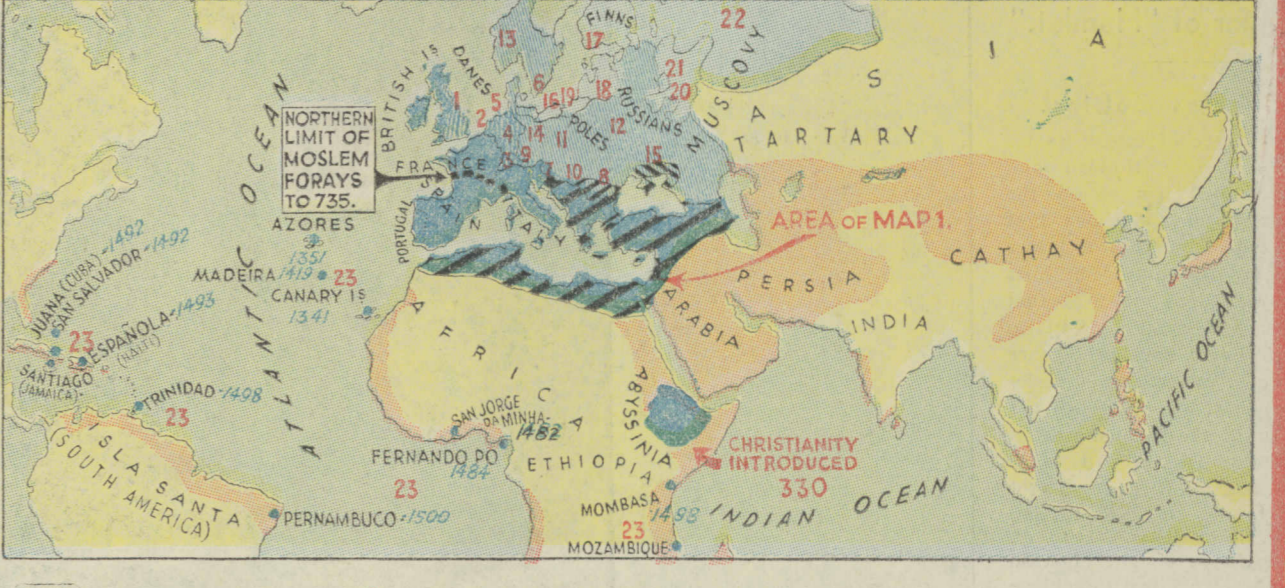 22
FINNS
17
13
S I A
BRITISH IS
DANES
MUSCOVY
21
20
6
18
1
5
16
19
2
RUSSIANS
POLES
12
4
14
11
TARTARY
NORTHERN
LIMIT OF
MOSLEM
FORAYS
TO 735.
FRANCE
3
9
7
10
8
15
SPAIN
ITALY
PORTUGAL
ATLANTIC OCEAN
AZORES
1351
MADEIRA 1419
23
CANARY IS
1341
AREA OF MAP 1.
CATHAY
PERSIA
ARABIA
INDIA
PACIFIC OCEAN
JUANA (CUBA) - 1492
SAN SALVADOR - 1492
23
ESPAÑOLA - 1493
(HAITI)
SANTIAGO
(JAMAICA)
TRINIDAD - 1498
23
AFRICA
ABYSSINIA
SAN JORGE
DA MINHA -
1482
FERNANDO PO
1484
23
ETHIOPIA
CHRISTIANITY
INTRODUCED
330
ISLA SANTA
(SOUTH AMERICA)
PERNAMBUCO - 1500
MOMBASA
1498
INDIAN OCEAN
23
MOZAMBIQUE